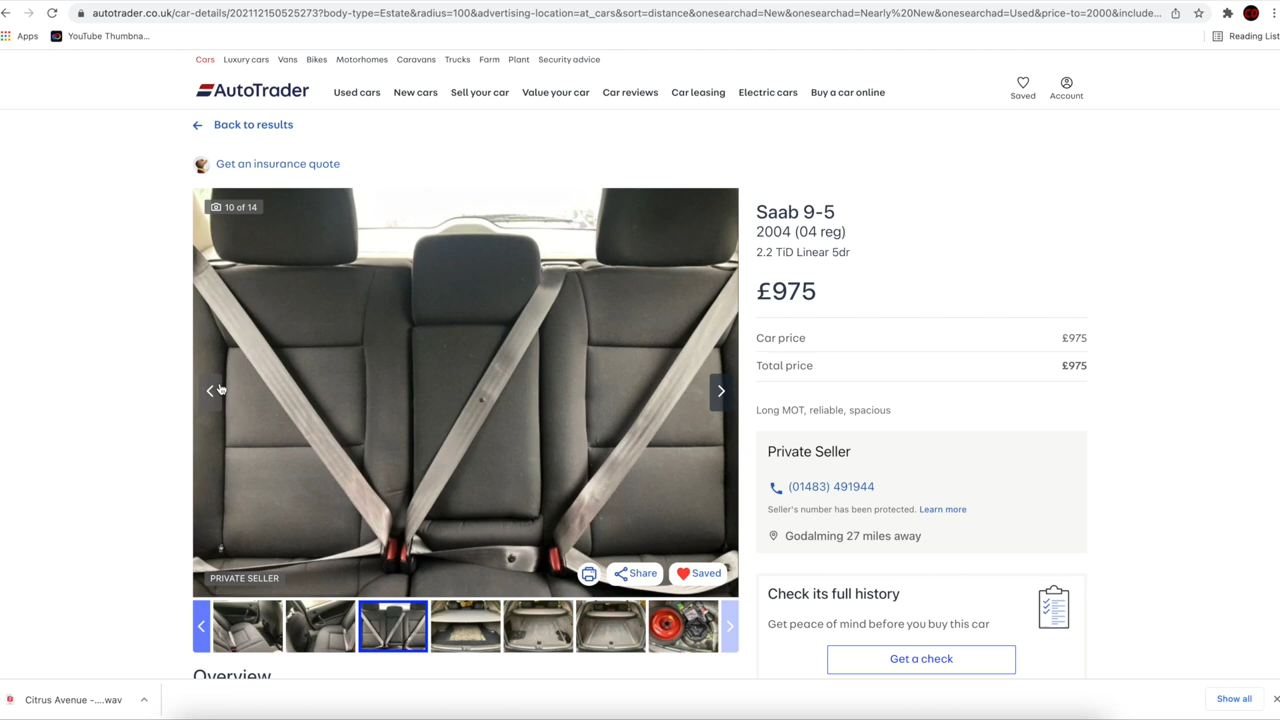 autotrader.co.uk/car-details/202112150525273?body-type=Estate&radius=100&advertising-location=at_cars&sort=distance&onesearchad=New&onesearchad=Nearly%20New&onesearchad=Used&price-to=2000&include...
Apps YouTube Thumbna... Reading List
Cars Luxury cars Vans Bikes Motorhomes Caravans Trucks Farm Plant Security advice
AutoTrader Used cars New cars Sell your car Value your car Car reviews Car leasing Electric cars Buy a car online Saved Account
Back to results
Get an insurance quote
10 of 14
Saab 9-5
2004 (04 reg)
2.2 TiD Linear 5dr
£975
Car price £975
Total price £975
Long MOT, reliable, spacious
Private Seller
(01483) 491944
Seller's number has been protected. Learn more
Godalming 27 miles away
PRIVATE SELLER Share Saved
Check its full history
Get peace of mind before you buy this car
Get a check
Overview
Citrus Avenue -....wav Show all